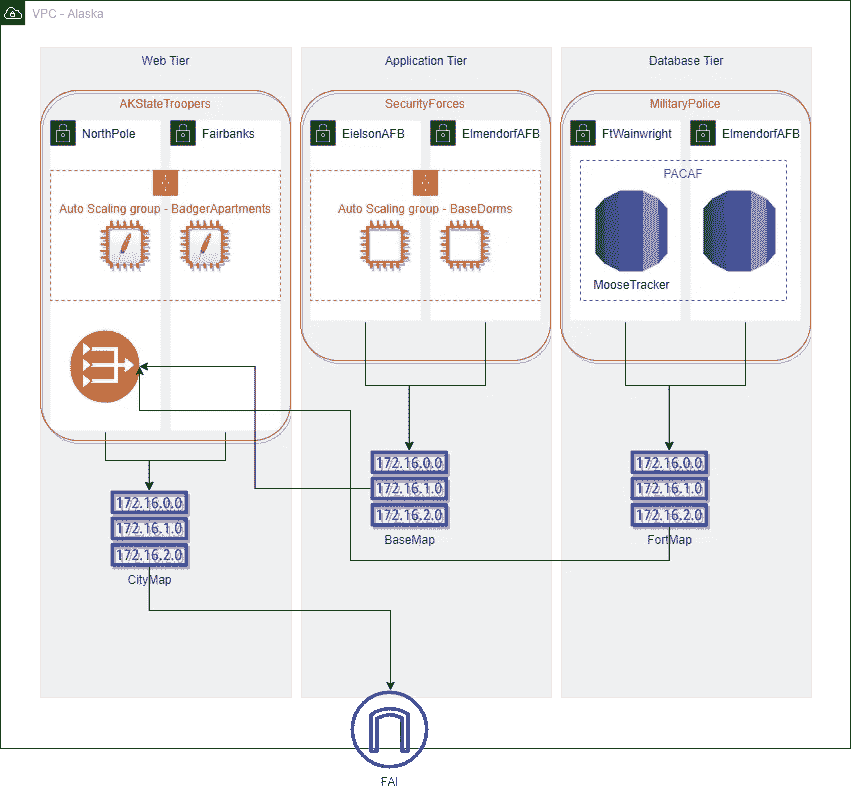 VPC - Alaska
Web Tier
Application Tier
Database Tier
AKStateTroopers
SecurityForces
MilitaryPolice
NorthPole
Fairbanks
EielsonAFB
ElmendorfAFB
FtWainwright
ElmendorfAFB
PACAF
Auto Scaling group - BadgerApartments
Auto Scaling group - BaseDorms
MooseTracker
172.16.0.0
172.16.1.0
172.16.2.0
BaseMap
172.16.0.0
172.16.1.0
172.16.2.0
FortMap
172.16.0.0
172.16.1.0
172.16.2.0
CityMap
FAI